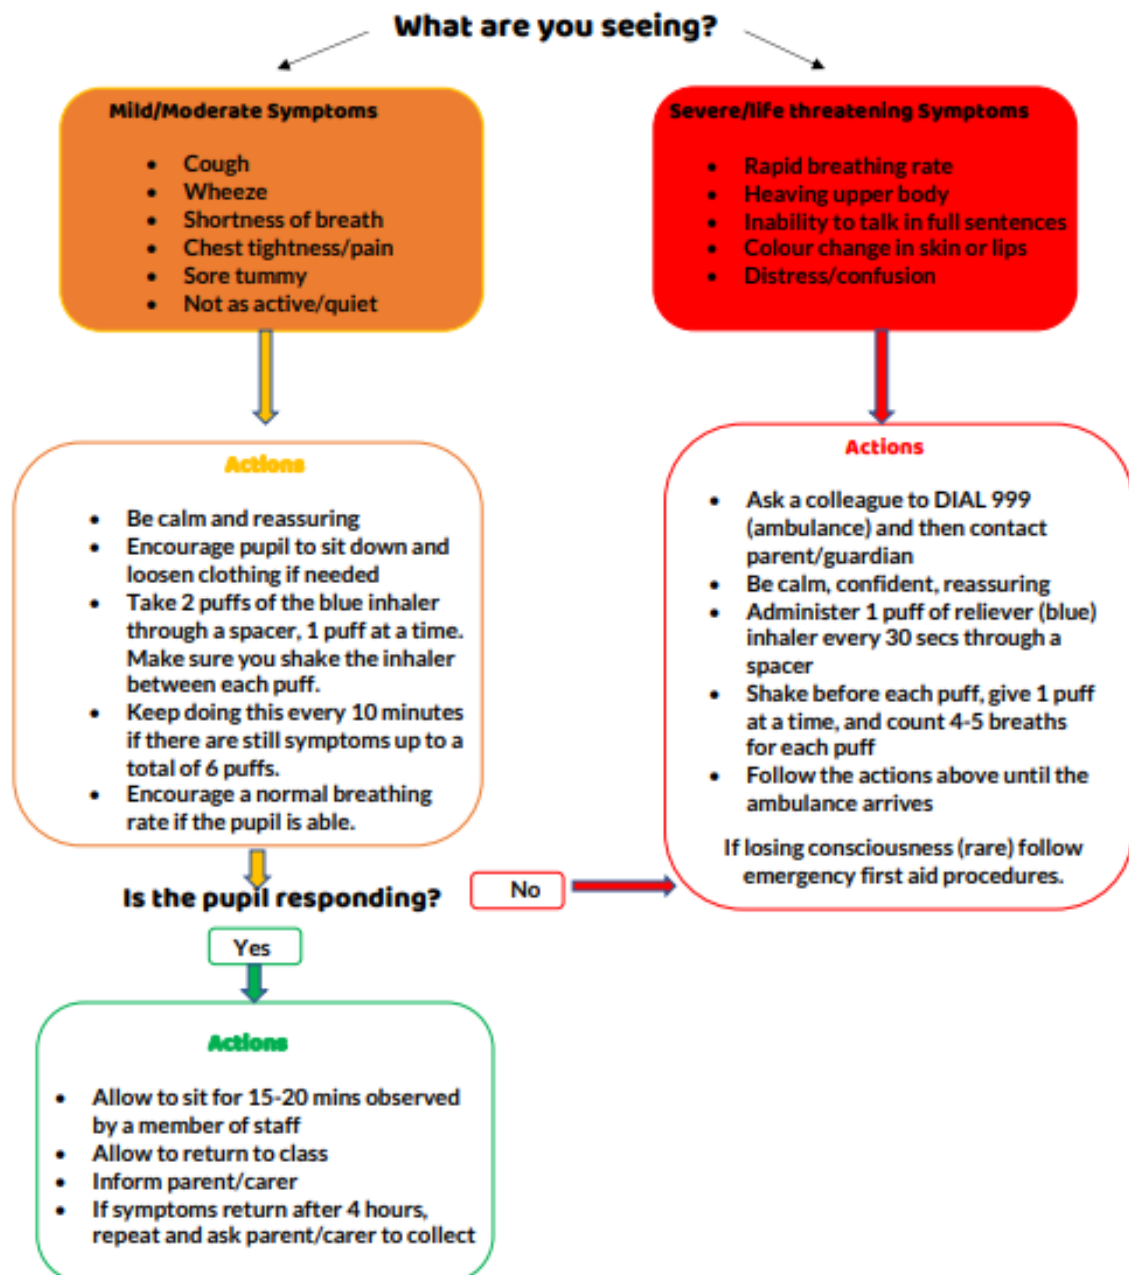 What are you seeing?
Mild/Moderate Symptoms
• Cough
• Wheeze
• Shortness of breath
• Chest tightness/pain
• Sore tummy
• Not as active/quiet
Severe/life threatening Symptoms
• Rapid breathing rate
• Heaving upper body
• Inability to talk in full sentences
• Colour change in skin or lips
• Distress/confusion
Actions
• Be calm and reassuring
• Encourage pupil to sit down and
loosen clothing if needed
• Take 2 puffs of the blue inhaler
through a spacer, 1 puff at a time.
Make sure you shake the inhaler
between each puff.
• Keep doing this every 10 minutes
if there are still symptoms up to a
total of 6 puffs.
• Encourage a normal breathing
rate if the pupil is able.
Actions
• Ask a colleague to DIAL 999
(ambulance) and then contact
parent/guardian
• Be calm, confident, reassuring
• Administer 1 puff of reliever (blue)
inhaler every 30 secs through a
spacer
• Shake before each puff, give 1 puff
at a time, and count 4-5 breaths
for each puff
• Follow the actions above until the
ambulance arrives
If losing consciousness (rare) follow
emergency first aid procedures.
Is the pupil responding?
No
Yes
Actions
• Allow to sit for 15-20 mins observed
by a member of staff
• Allow to return to class
• Inform parent/carer
• If symptoms return after 4 hours,
repeat and ask parent/carer to collect